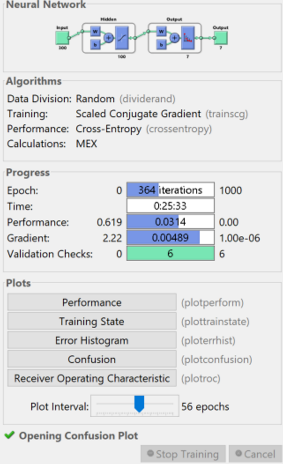 Neural Network
Hidden Output
Input Output
W W
b b
100 7 7
Algorithms
Data Division: Random (dividerand)
Training: Scaled Conjugate Gradient (trainscg)
Performance: Cross-Entropy (crossentropy)
Calculations: MEX
Progress
Epoch: 0 364 iterations 1000
Time: 0:25:33
Performance: 0.619 0.0314 0.00
Gradient: 2.22 0.00489 1.00e-06
Validation Checks: 0 6 6
Plots
Performance (plotperform)
Training State (plottrainstate)
Error Histogram (ploterrhist)
Confusion (plotconfusion)
Receiver Operating Characteristic (plotroc)
Plot Interval: 56 epochs
Opening Confusion Plot
Stop Training Cancel